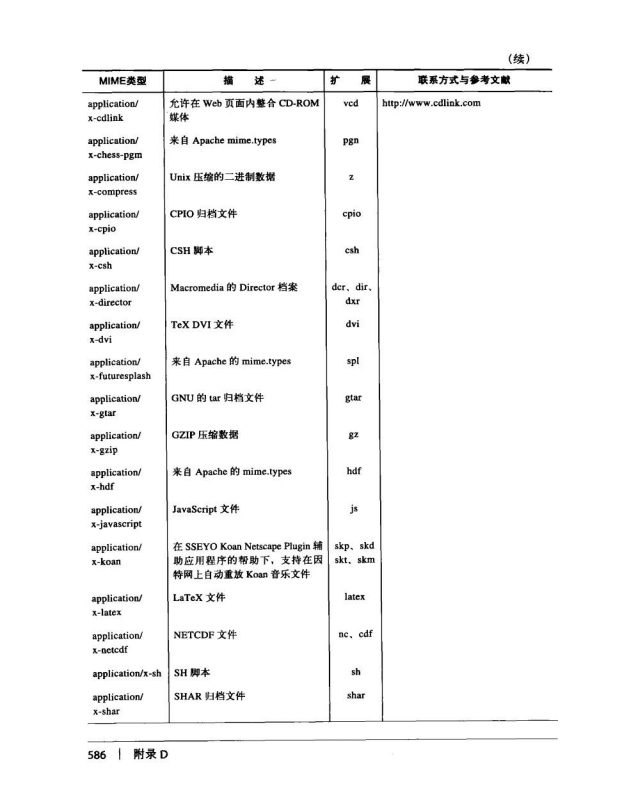 （续）
MIME类型 描 述 扩 展 联系方式与参考文献
application/ 允许在 Web 页面内整合 CD-ROM vcd http://www.cdlink.com
x-cdlink 媒体
application/ 来自 Apache mime.types pgn
x-chess-pgm
application/ Unix 压缩的二进制数据 z
x-compress
application/ CPIO 归档文件 cpio
x-cpio
application/ CSH 脚本 csh
x-csh
application/ Macromedia 的 Director 档案 dcr、dir、
x-director dxr
application/ TeX DVI 文件 dvi
x-dvi
application/ 来自 Apache 的 mime.types spl
x-futuresplash
application/ GNU 的 tar 归档文件 gtar
x-gtar
application/ GZIP 压缩数据 gz
x-gzip
application/ 来自 Apache 的 mime.types hdf
x-hdf
application/ JavaScript 文件 js
x-javascript
application/ 在 SSEYO Koan Netscape Plugin 辅 skp、skd
x-koan 助应用程序的帮助下，支持在因 skt、skm
特网上自动重放 Koan 音乐文件
application/ LaTeX 文件 latex
x-latex
application/ NETCDF 文件 nc、cdf
x-netcdf
application/x-sh SH 脚本 sh
application/ SHAR 归档文件 shar
x-shar
586 | 附录 D